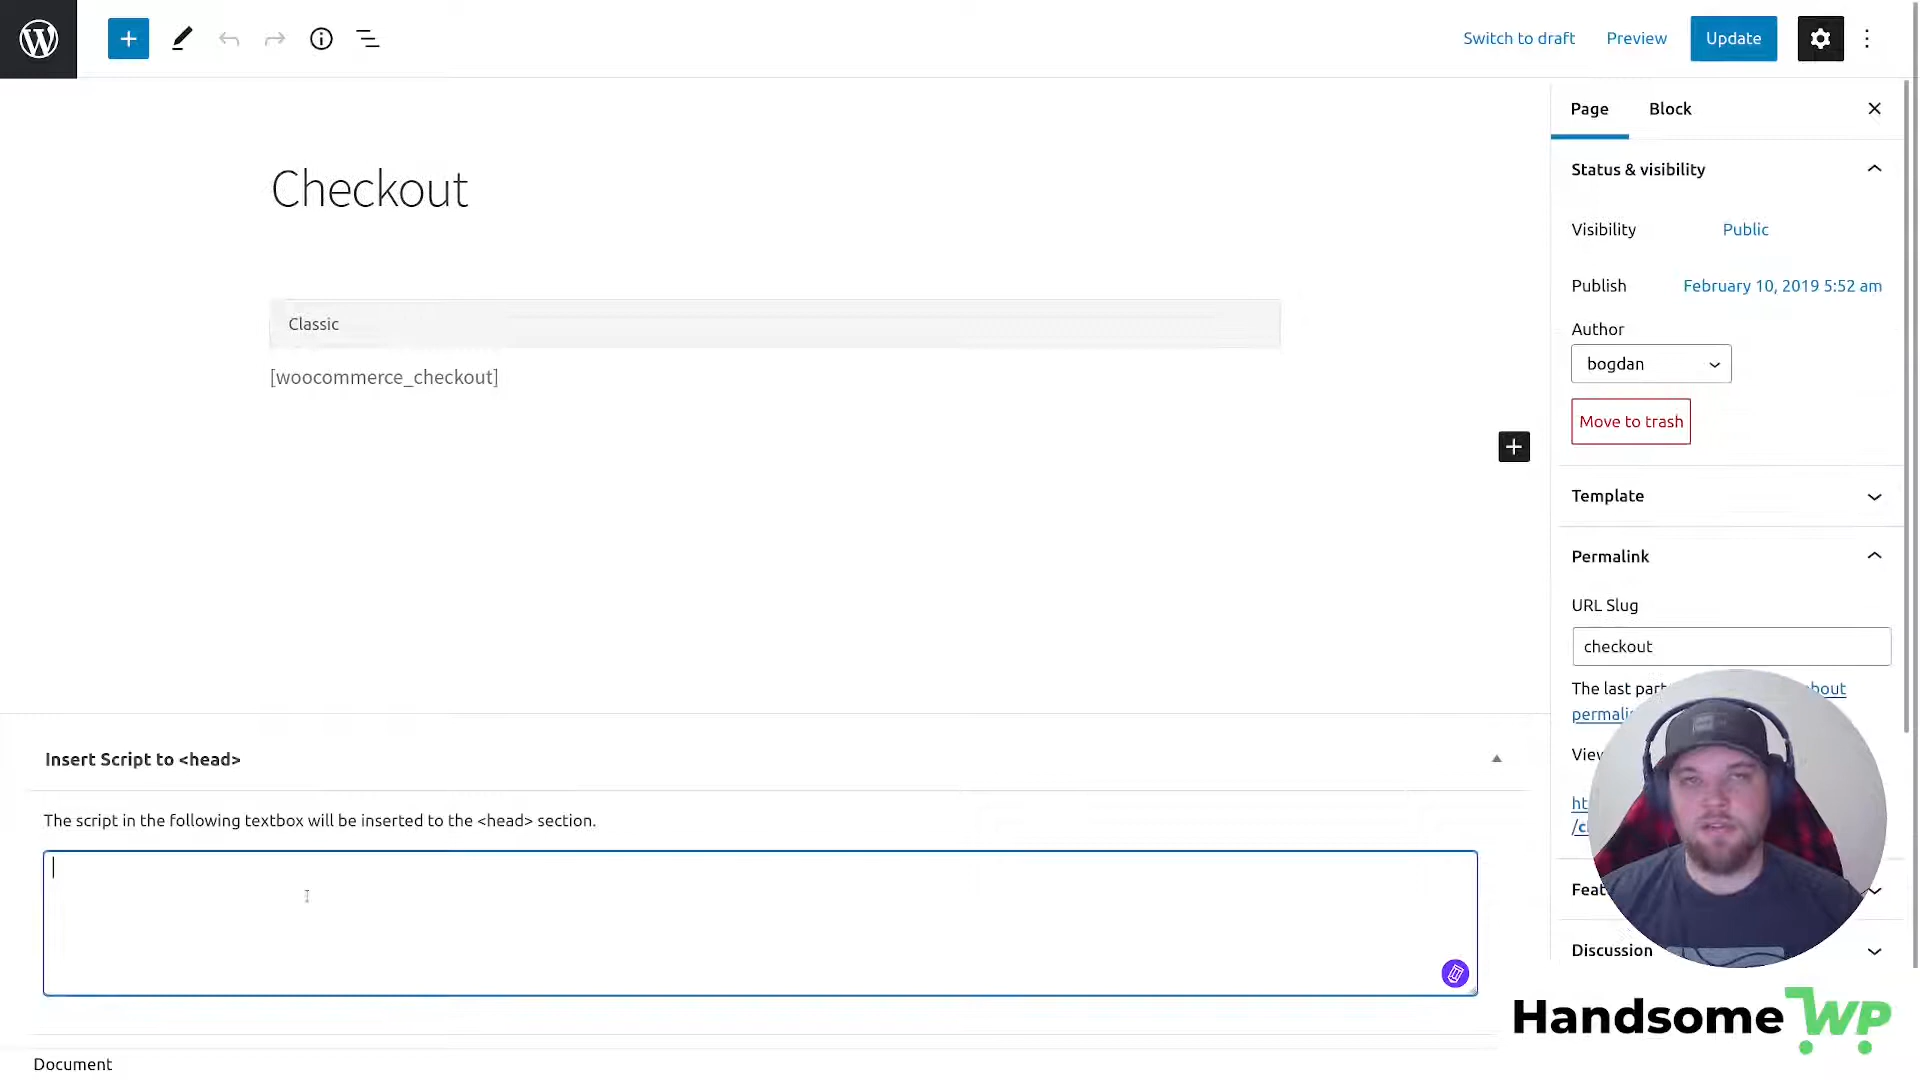 Switch to draft
Preview
Update
Page
Block
Checkout
Status & visibility
Visibility
Public
Publish
February 10, 2019 5:52 am
Author
bogdan
Move to trash
Classic
[woocommerce_checkout]
Template
Permalink
URL Slug
checkout
The last part
about
Insert Script to <head>
The script in the following textbox will be inserted to the <head> section.
Discussion
Handsome WP
Document